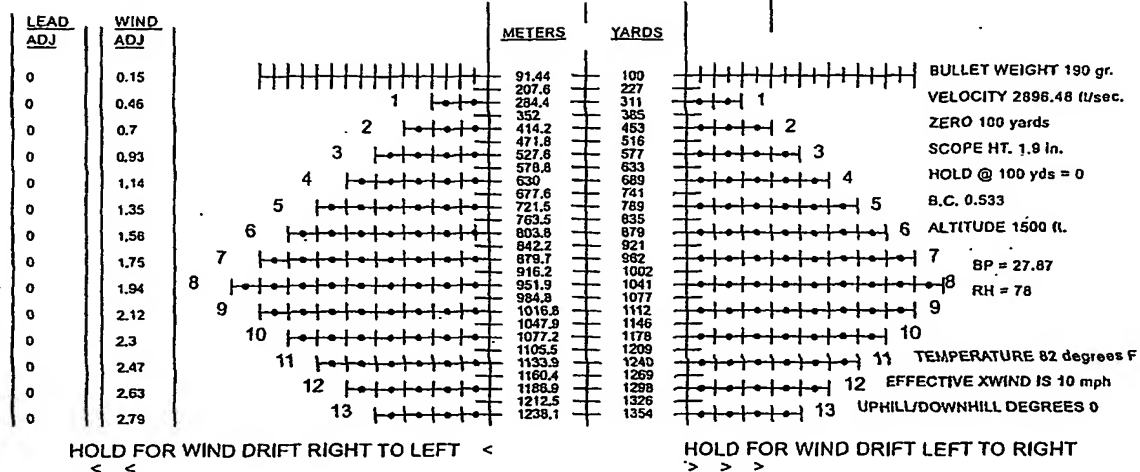 LEAD ADJ WIND ADJ METERS YARDS
0 0.15 91.44 100 BULLET WEIGHT 190 gr.
207.6 227
0 0.46 1 284.4 311 1 VELOCITY 2896.48 ft/sec.
352 385
0 0.7 2 414.2 453 2 ZERO 100 yards
471.8 516
0 0.93 3 527.6 577 3 SCOPE HT. 1.9 in.
578.8 633
0 1.14 4 630 689 4 HOLD @ 100 yds = 0
677.6 741
0 1.35 5 721.5 789 5 B.C. 0.533
763.5 835
0 1.56 6 803.8 879 6 ALTITUDE 1500 ft.
842.2 921
0 1.75 7 879.7 962 7 BP = 27.87
916.2 1002
0 1.94 8 951.9 1041 8 RH = 78
984.8 1077
0 2.12 9 1016.8 1112 9
1047.9 1146
0 2.3 10 1077.2 1178 10
1105.5 1209
0 2.47 11 1133.9 1240 11 TEMPERATURE 82 degrees F
1160.4 1269
0 2.63 12 1186.9 1298 12 EFFECTIVE XWIND IS 10 mph
1212.5 1326
0 2.79 13 1238.1 1354 13 UPHILL/DOWNHILL DEGREES 0
HOLD FOR WIND DRIFT RIGHT TO LEFT < HOLD FOR WIND DRIFT LEFT TO RIGHT
< < > > >